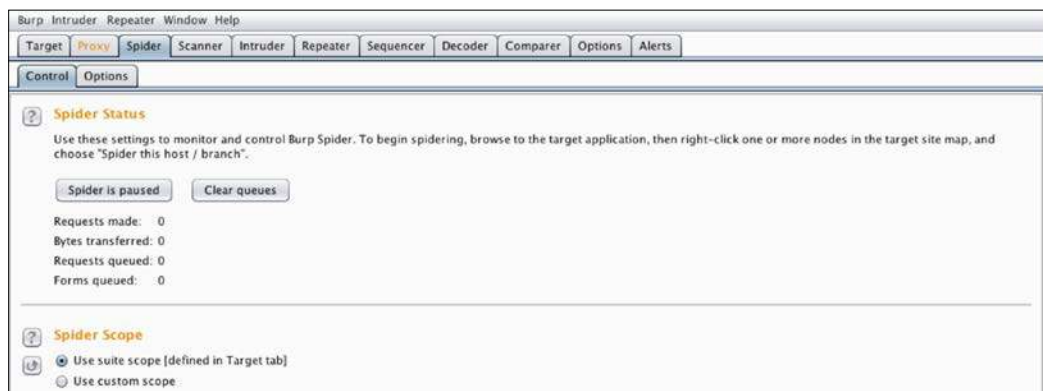 Burp Intruder Repeater Window Help
Target Proxy Spider Scanner Intruder Repeater Sequencer Decoder Comparer Options Alerts
Control Options
? Spider Status
Use these settings to monitor and control Burp Spider. To begin spidering, browse to the target application, then right-click one or more nodes in the target site map, and
choose "Spider this host / branch".
Spider is paused Clear queues
Requests made: 0
Bytes transferred: 0
Requests queued: 0
Forms queued: 0
? Spider Scope
Use suite scope [defined in Target tab]
Use custom scope